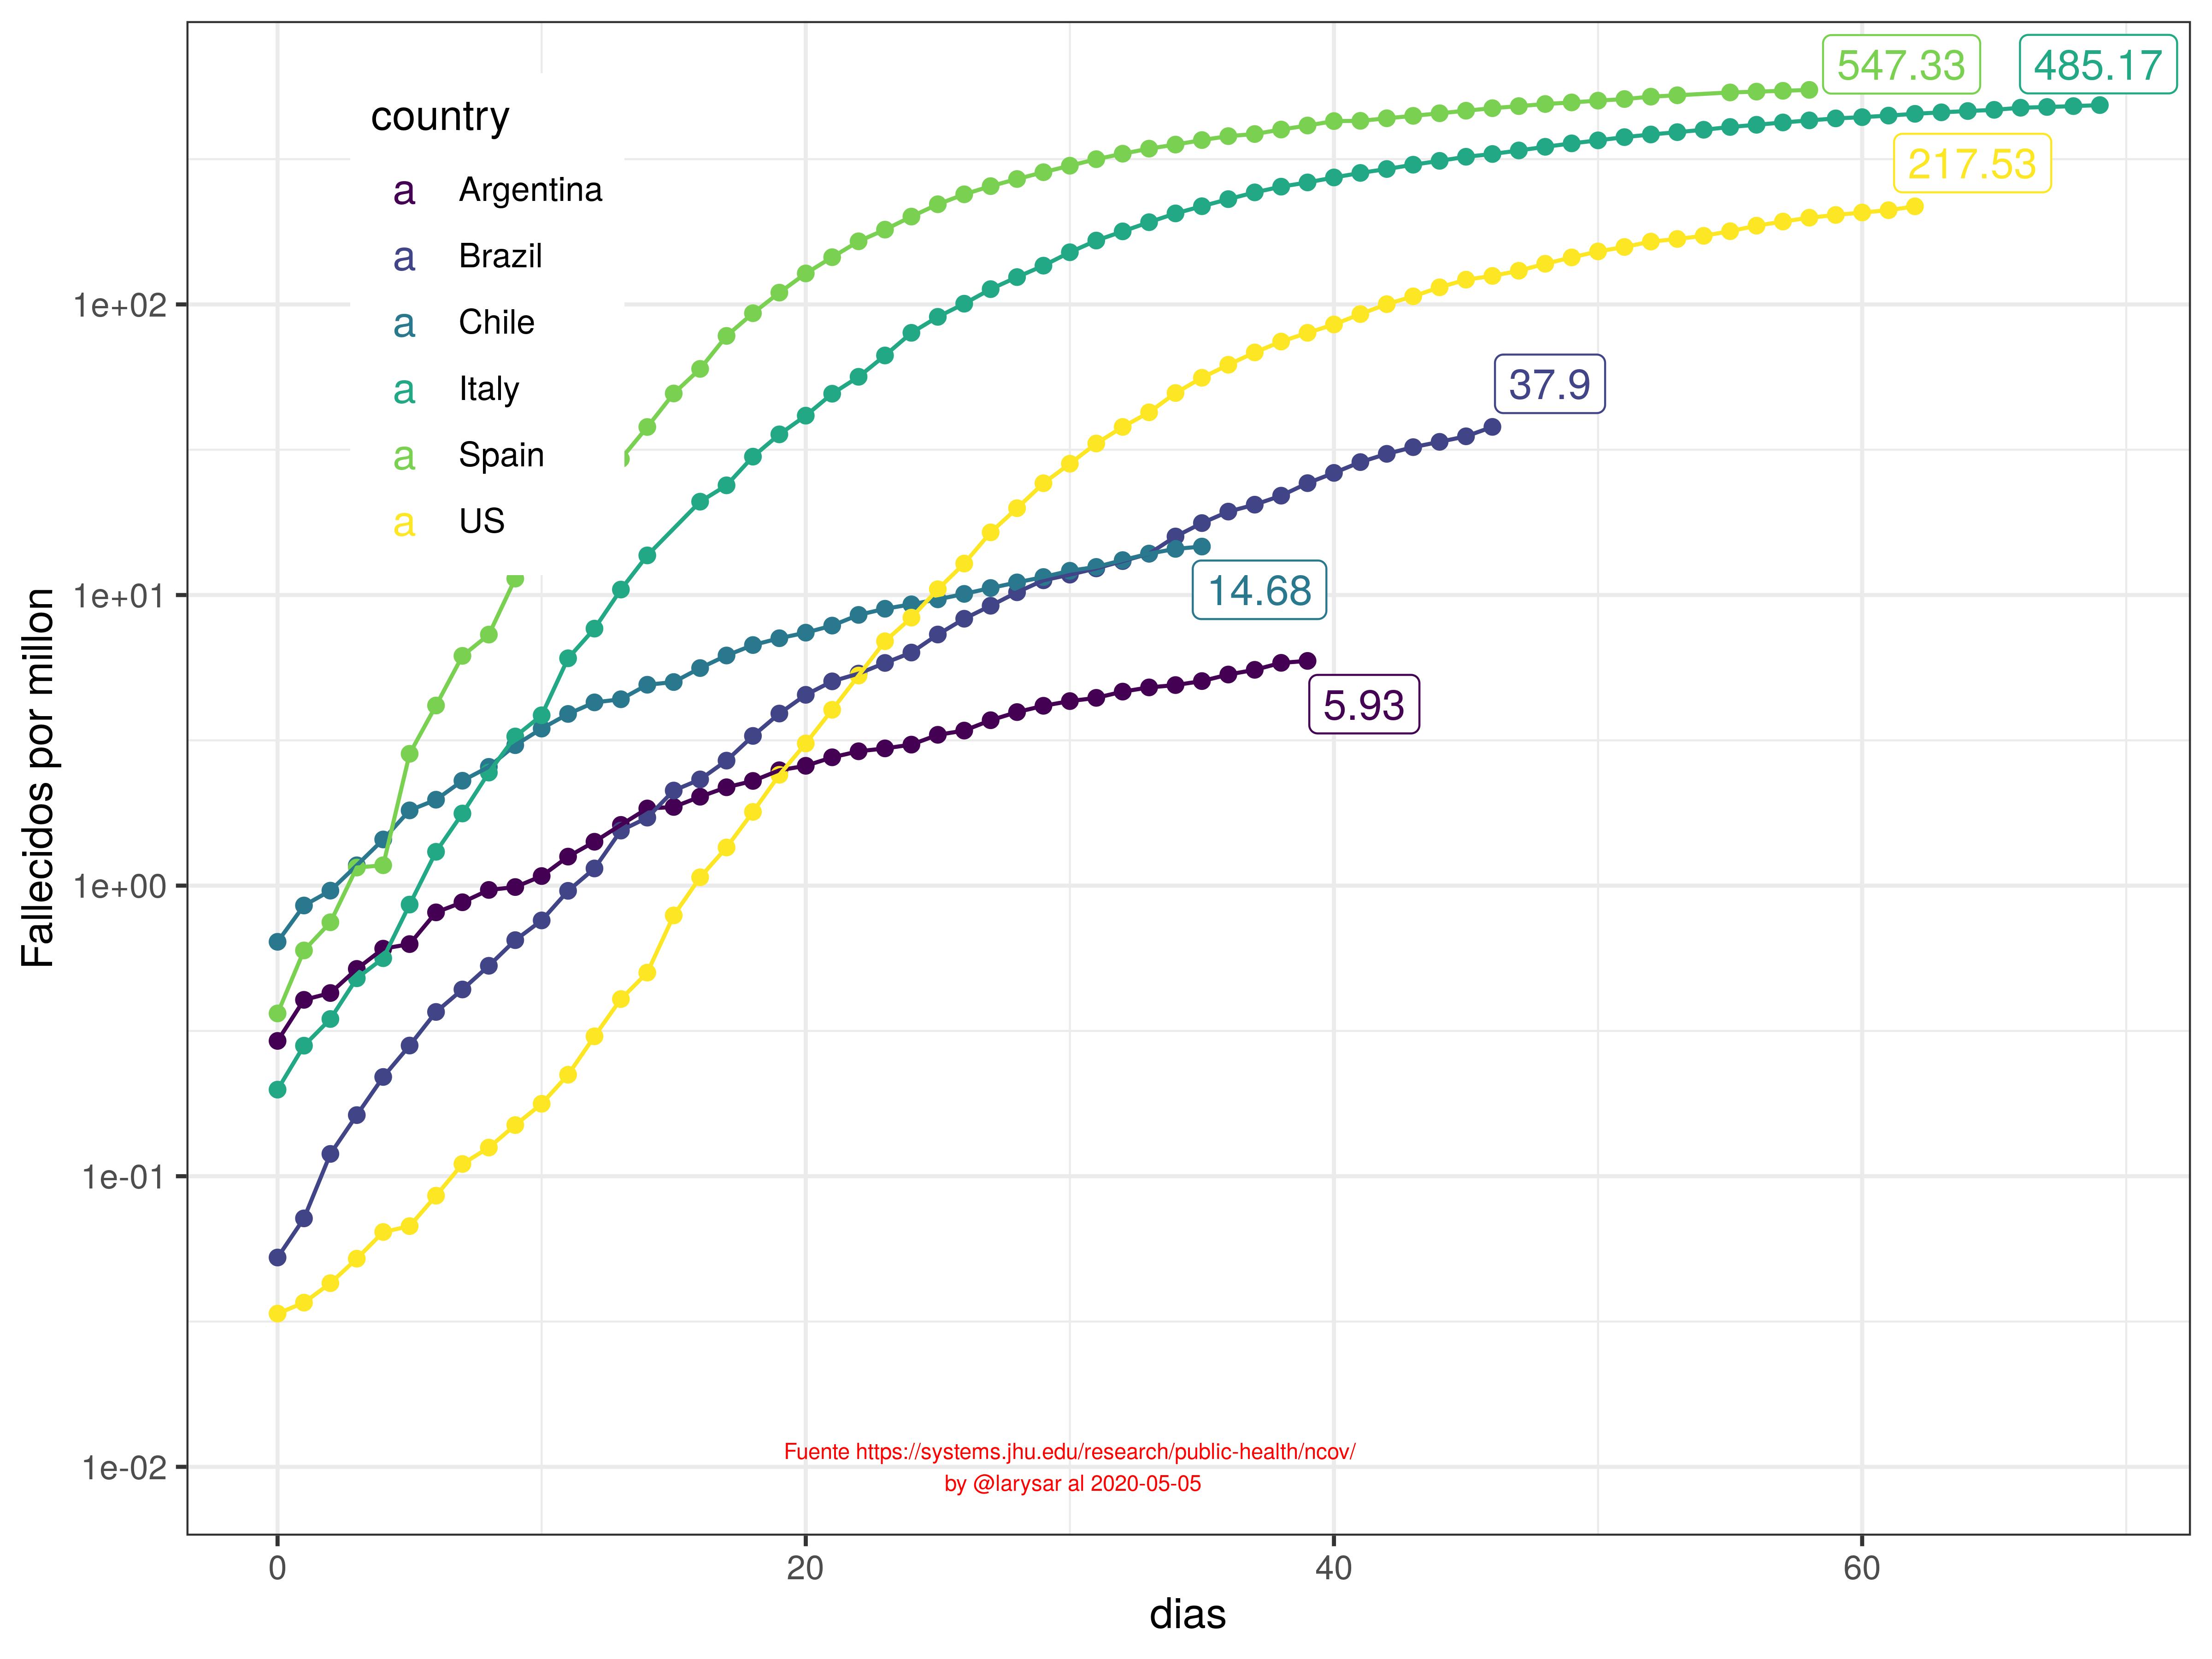 547.33
485.17
country
217.53
a Argentina
a Brazil
a Chile
1e+02
a Italy
37.9
a Spain
a US
14.68
1e+01
5.93
Fallecidos por millon
1e+00
1e-01
Fuente https://systems.jhu.edu/research/public-health/ncov/
1e-02
by @larysar al 2020-05-05
0 20 40 60
dias